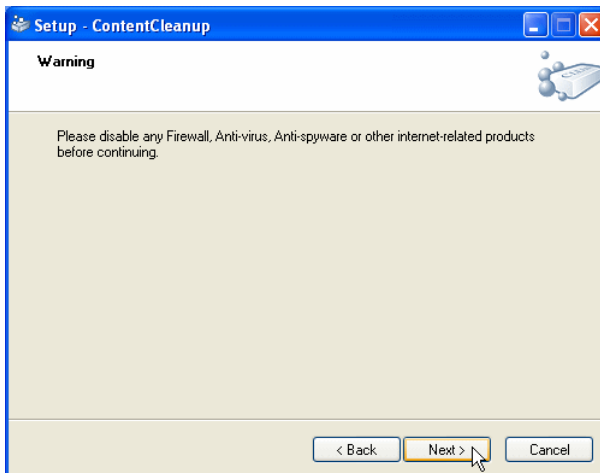 Setup - ContentCleanup
Warning
CLEAN
Please disable any Firewall, Anti-virus, Anti-spyware or other internet-related products
before continuing.
< Back
Next >
Cancel